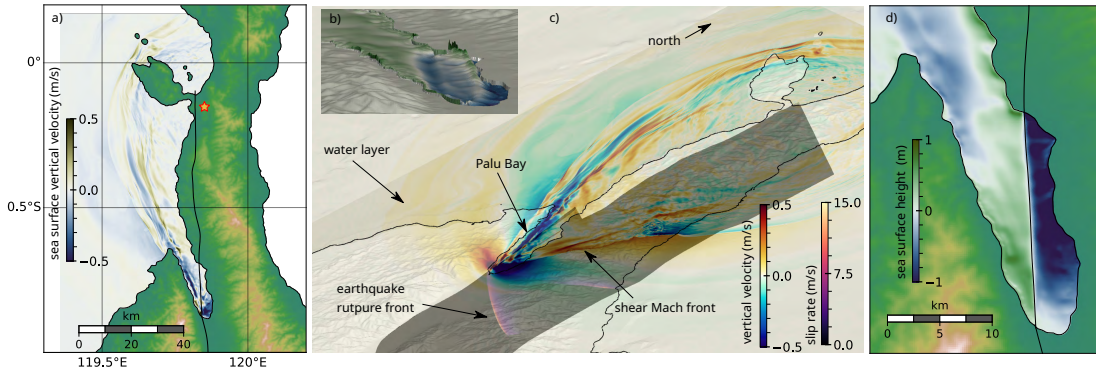 a)
0°
0.5°S
0.5
0.0
−0.5
sea surface vertical velocity (m/s)
km
0 20 40
119.5°E 120°E
b)
c)
north
water layer
Palu Bay
earthquake
rutpure front
shear Mach front
0.5
0.0
−0.5
vertical velocity (m/s)
15.0
7.5
0.0
slip rate (m/s)
d)
1
0
−1
sea surface height (m)
km
0 5 10